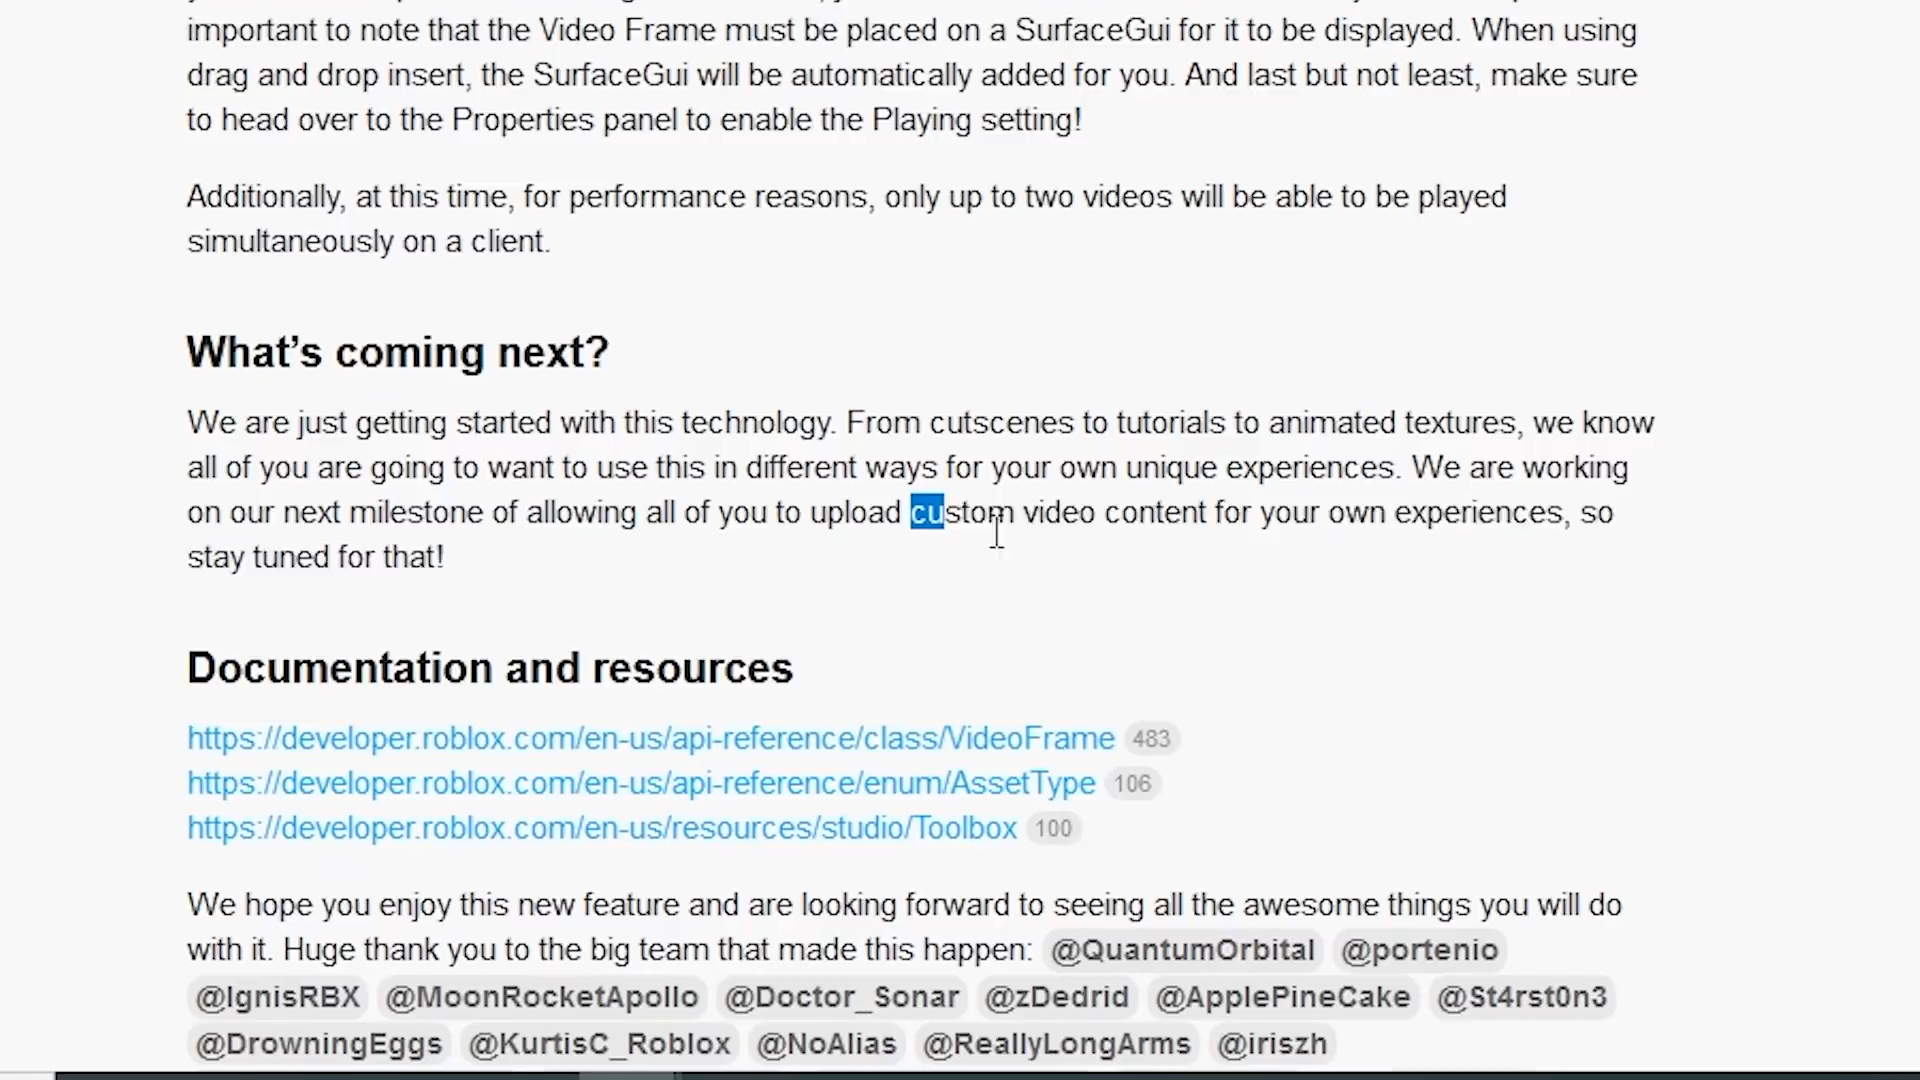 important to note that the Video Frame must be placed on a SurfaceGui for it to be displayed. When using
drag and drop insert, the SurfaceGui will be automatically added for you. And last but not least, make sure
to head over to the Properties panel to enable the Playing setting!
Additionally, at this time, for performance reasons, only up to two videos will be able to be played
simultaneously on a client.
What’s coming next?
We are just getting started with this technology. From cutscenes to tutorials to animated textures, we know
all of you are going to want to use this in different ways for your own unique experiences. We are working
on our next milestone of allowing all of you to upload custom video content for your own experiences, so
stay tuned for that!
Documentation and resources
https://developer.roblox.com/en-us/api-reference/class/VideoFrame 483
https://developer.roblox.com/en-us/api-reference/enum/AssetType 106
https://developer.roblox.com/en-us/resources/studio/Toolbox 100
We hope you enjoy this new feature and are looking forward to seeing all the awesome things you will do
with it. Huge thank you to the big team that made this happen: @QuantumOrbital @portenio
@IgnisRBX @MoonRocketApollo @Doctor_Sonar @zDedrid @ApplePineCake @St4rst0n3
@DrowningEggs @KurtisC_Roblox @NoAlias @ReallyLongArms @iriszh